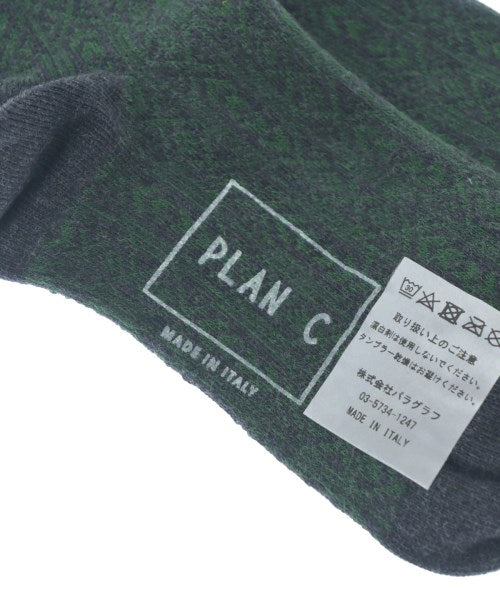 PLAN C
MADE IN ITALY
30
取り扱い上のご注意
漂白剤は使用しないでください。
タンブラー乾燥はお避けください。
株式会社パラグラフ
03-5734-1247
MADE IN ITALY